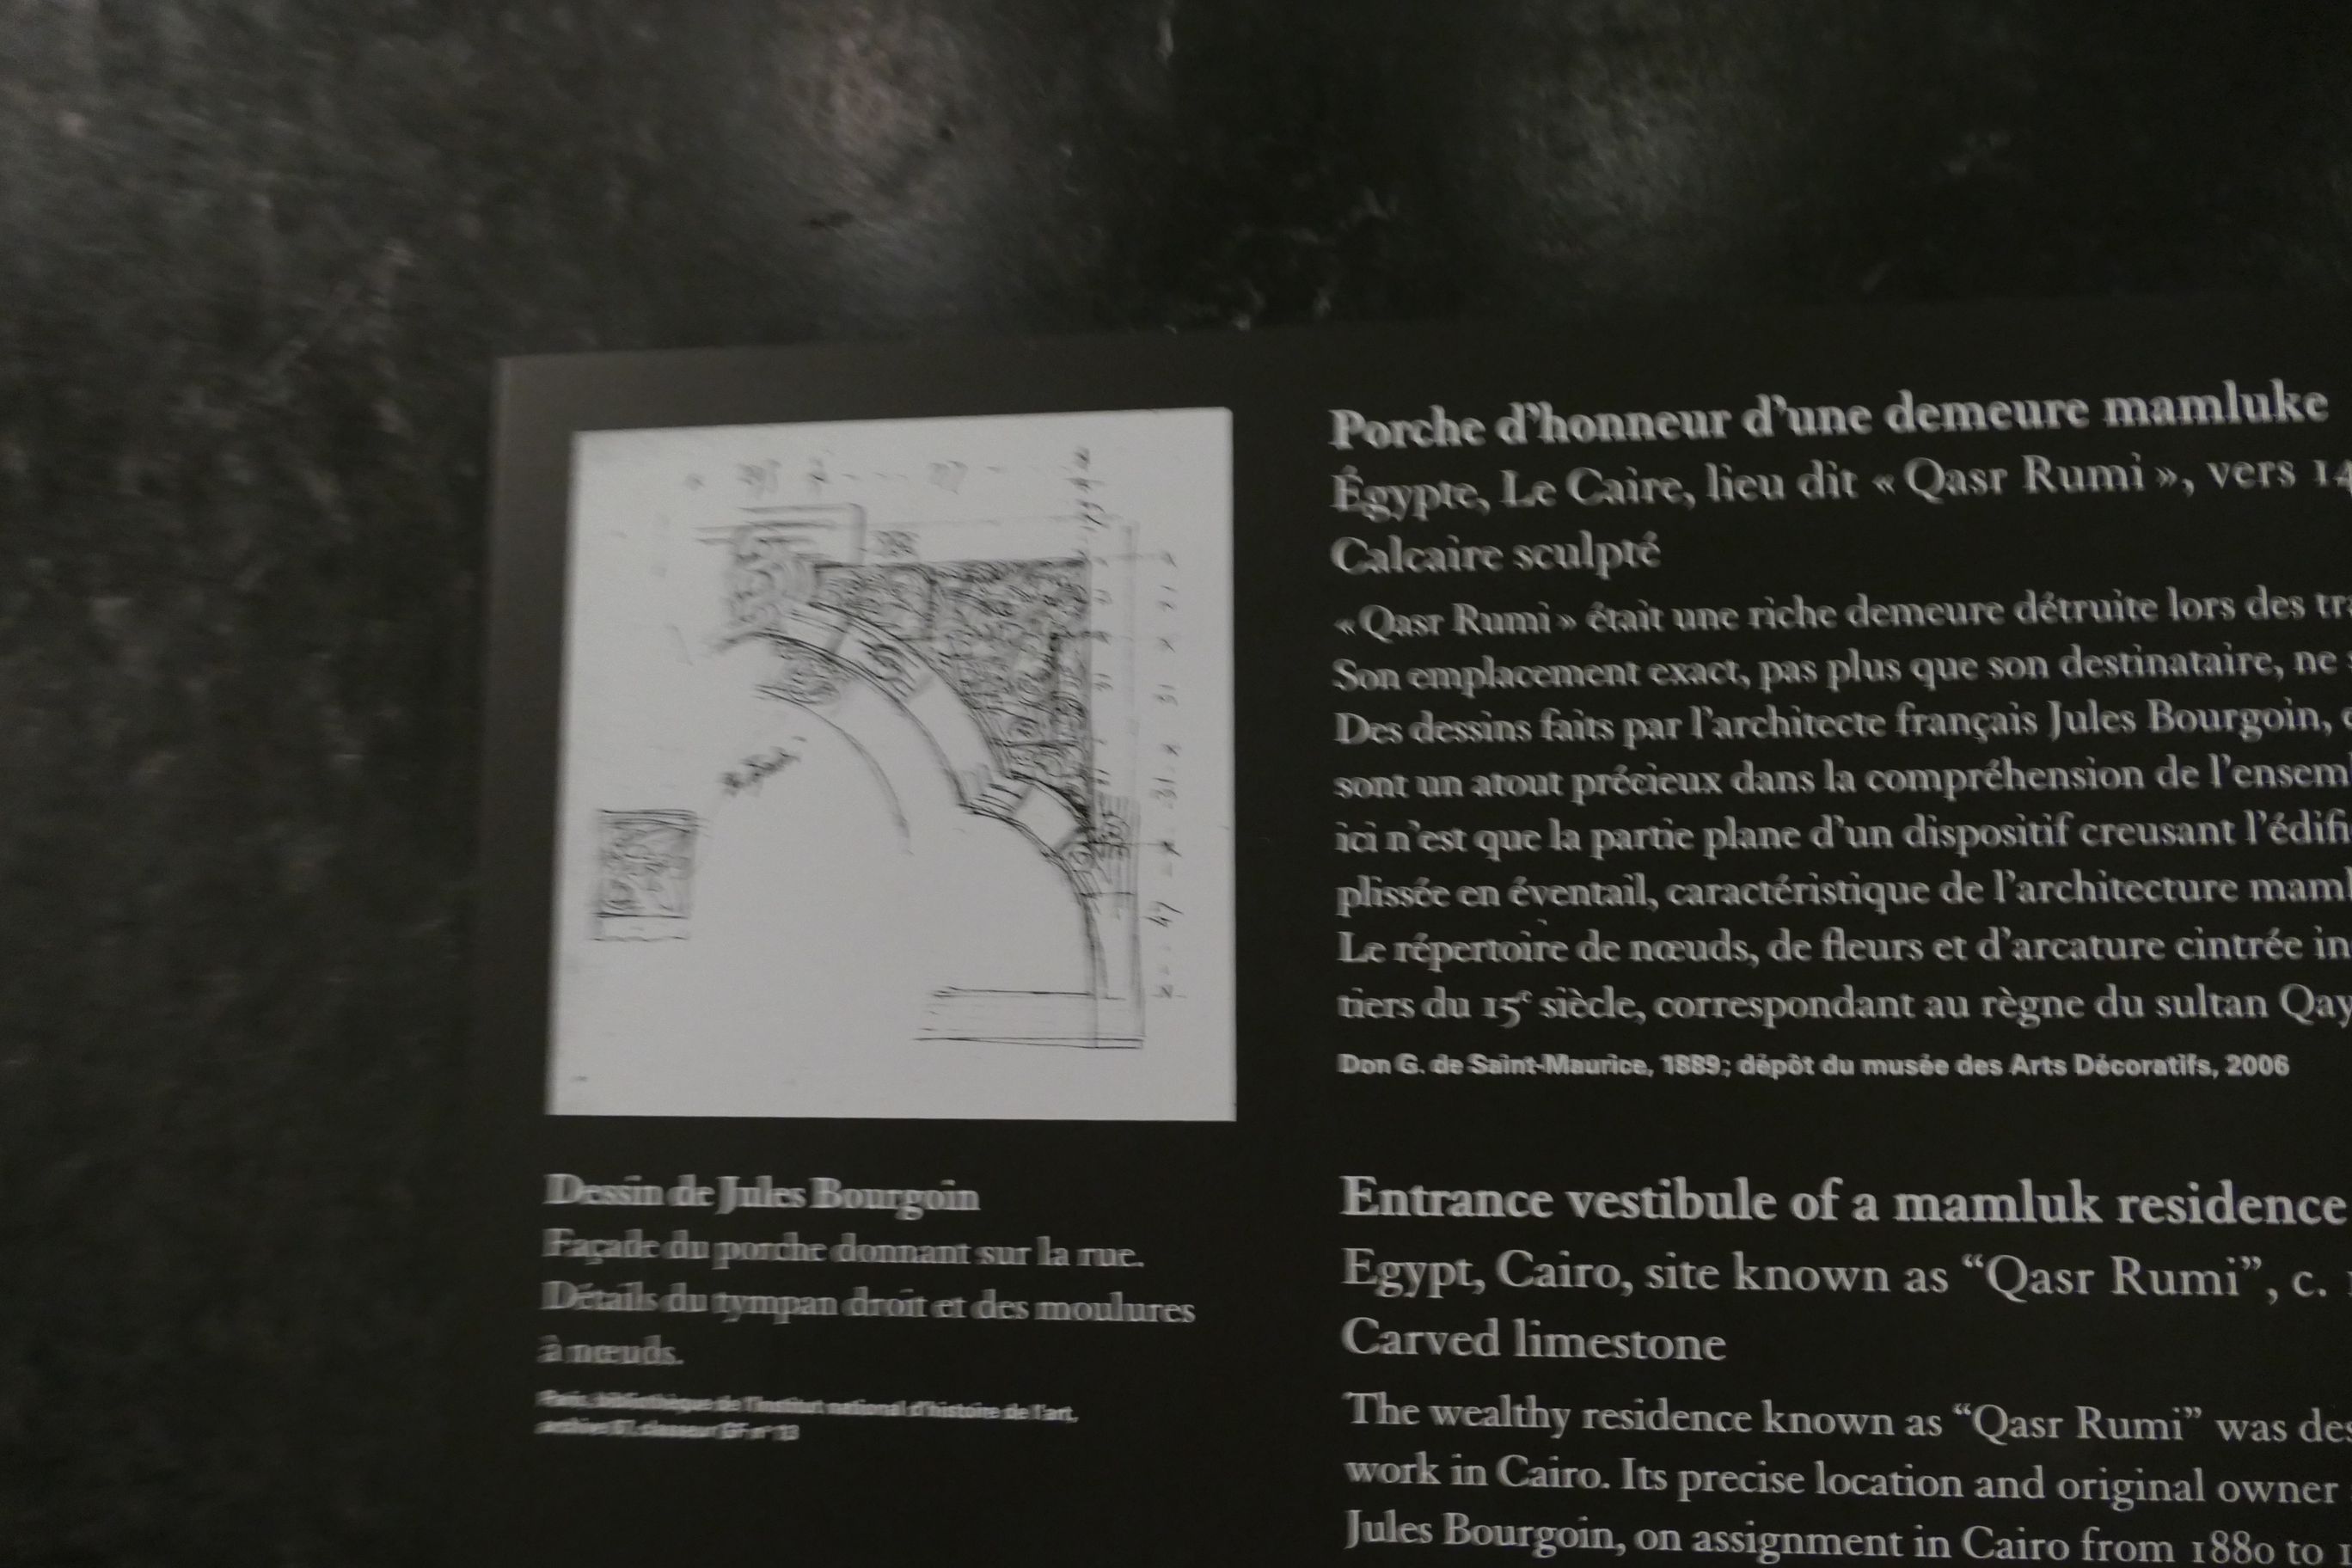 Porche d'honneur d'une demeure mamluke
Égypte, Le Caire, lieu dit « Qasr Rumi », vers
Calcaire sculpté
« Qasr Rumi » était une riche demeure détruite lors des
Son emplacement exact, pas plus que son destinataire, ne
Des dessins faits par l'architecte français Jules Bourgoin,
sont un atout précieux dans la compréhension de
ici n'est que la partie plane d'un dispositif creusant
plissée en éventail, caractéristique de l'architecture
Le répertoire de nœuds, de fleurs et d'arcature cintrée
tiers du 15e siècle, correspondant au règne du sultan
Don G. de Saint-Maurice, 1889; dépôt du musée des Arts Décoratifs, 2006
Dessin de Jules Bourgoin
Façade du porche donnant sur la rue.
Détails du tympan droit et des moulures
à nœuds.
Paris, bibliothèque de l'Institut national d'histoire de l'art,
Entrance vestibule of a mamluk residence
Egypt, Cairo, site known as “Qasr Rumi”, c.
Carved limestone
The wealthy residence known as “Qasr Rumi” was
work in Cairo. Its precise location and original owner
Jules Bourgoin, on assignment in Cairo from 1880 to